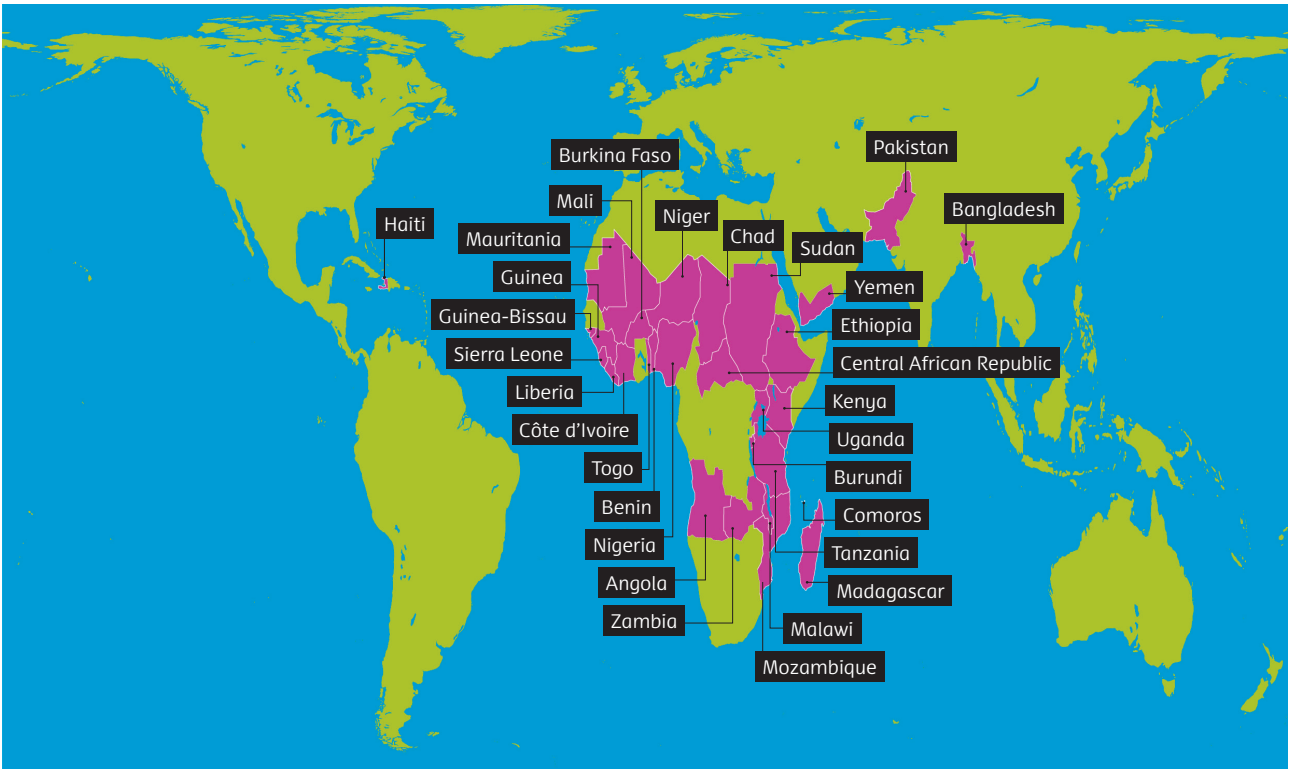 Burkina Faso
Pakistan
Mali
Niger
Bangladesh
Haiti
Mauritania
Chad
Sudan
Guinea
Yemen
Guinea-Bissau
Ethiopia
Sierra Leone
Central African Republic
Liberia
Kenya
Côte d’Ivoire
Uganda
Togo
Burundi
Benin
Comoros
Nigeria
Tanzania
Angola
Madagascar
Zambia
Malawi
Mozambique